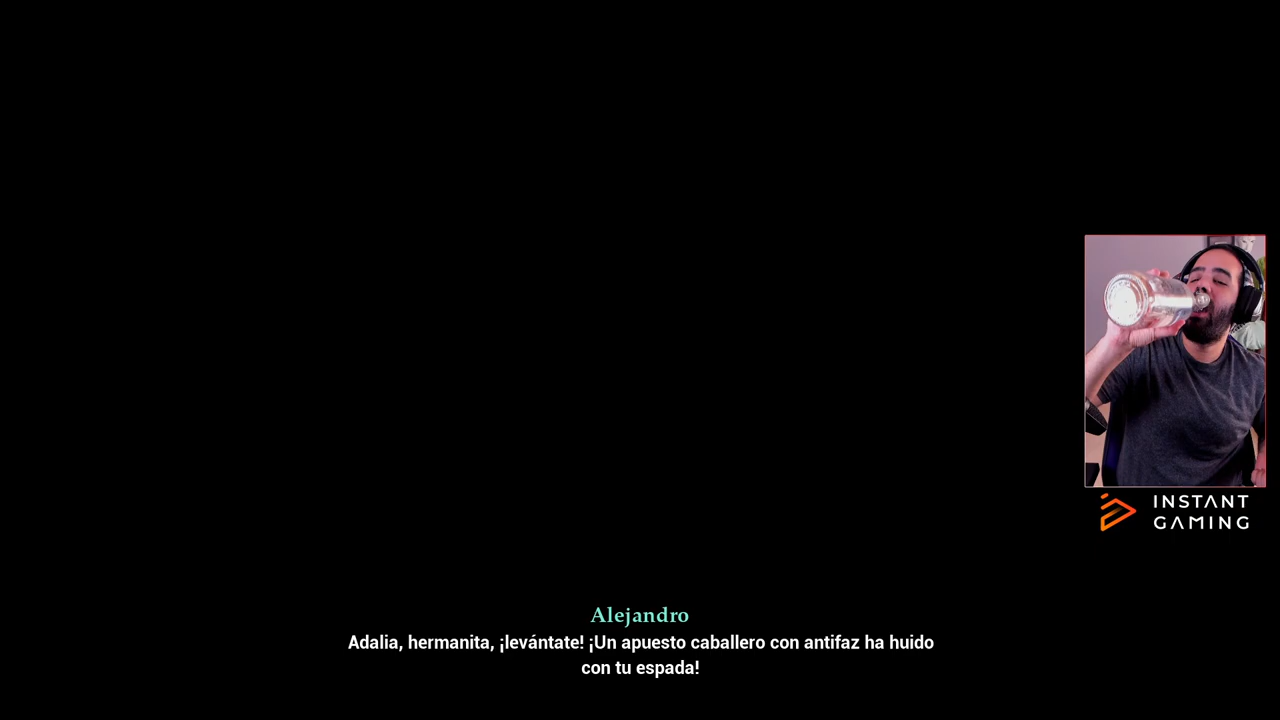 INSTANT
GAMING
Alejandro
Adalia, hermanita, ¡levántate! ¡Un apuesto caballero con antifaz ha huido
con tu espada!